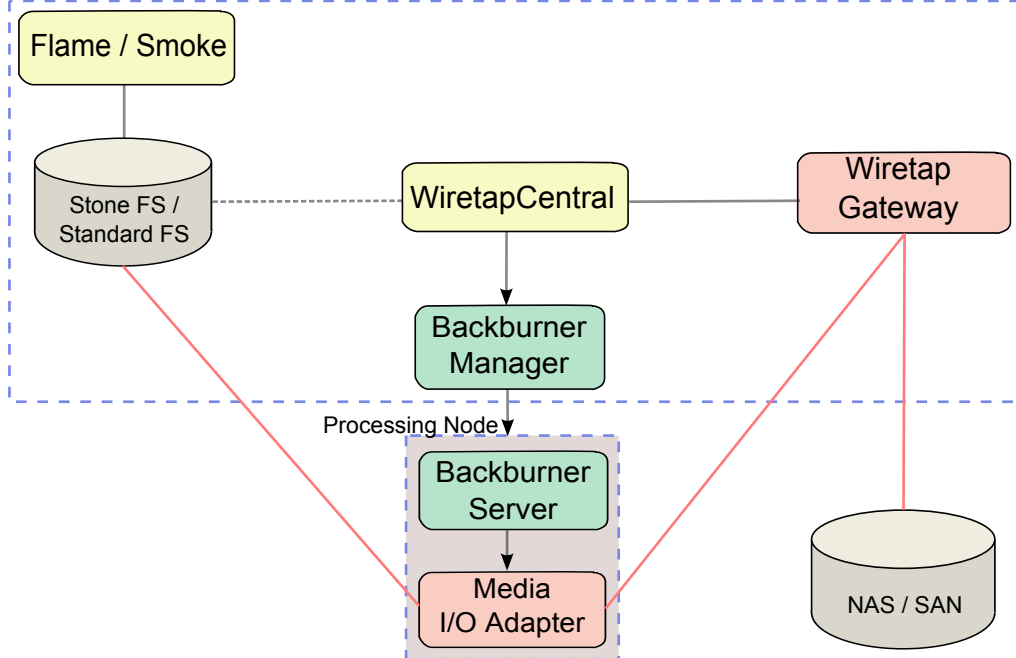 Flame / Smoke
Stone FS /
Standard FS
WiretapCentral
Wiretap
Gateway
Backburner
Manager
Processing Node
Backburner
Server
Media
I/O Adapter
NAS / SAN